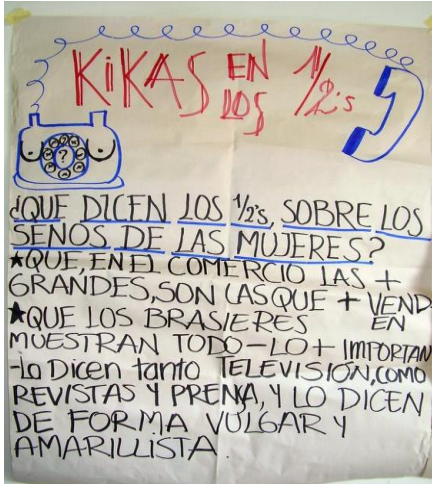 KIKAS EN LOS 1/2's
?
¿QUE DICEN LOS 1/2's, SOBRE LOS
SENOS DE LAS MUJERES?
★QUE, EN EL COMERCIO LAS +
GRANDES, SON LAS QUE + VEND
★QUE LOS BRASIERES EN
MUESTRAN TODO - LO + IMPORTAN
-Lo Dicen tanto TELEVISIÓN, COMO
REVISTAS Y PRENSA, Y LO DICEN
DE FORMA VULGAR Y
AMARILLISTA.